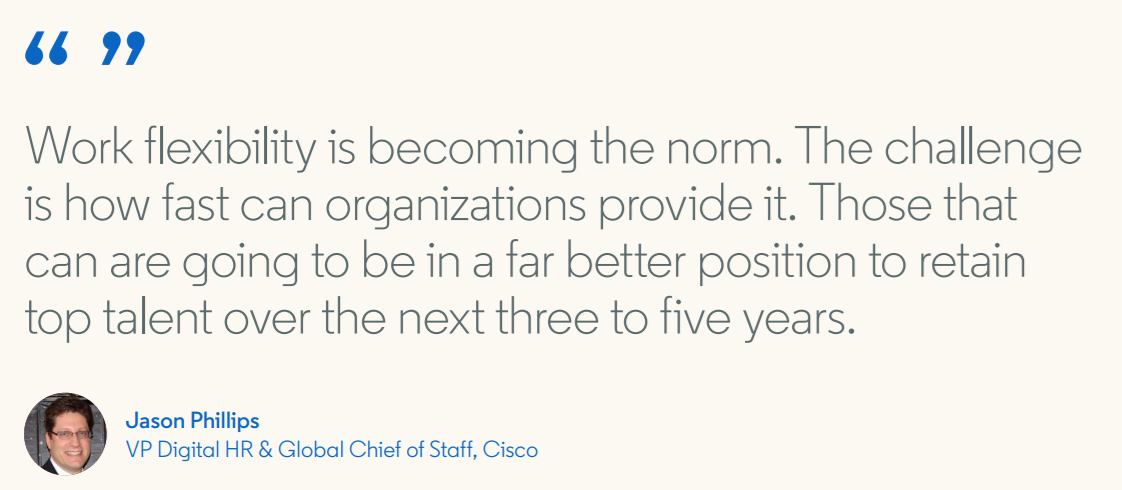 “ ”
Work flexibility is becoming the norm. The challenge
is how fast can organizations provide it. Those that
can are going to be in a far better position to retain
top talent over the next three to five years.
Jason Phillips
VP Digital HR & Global Chief of Staff, Cisco